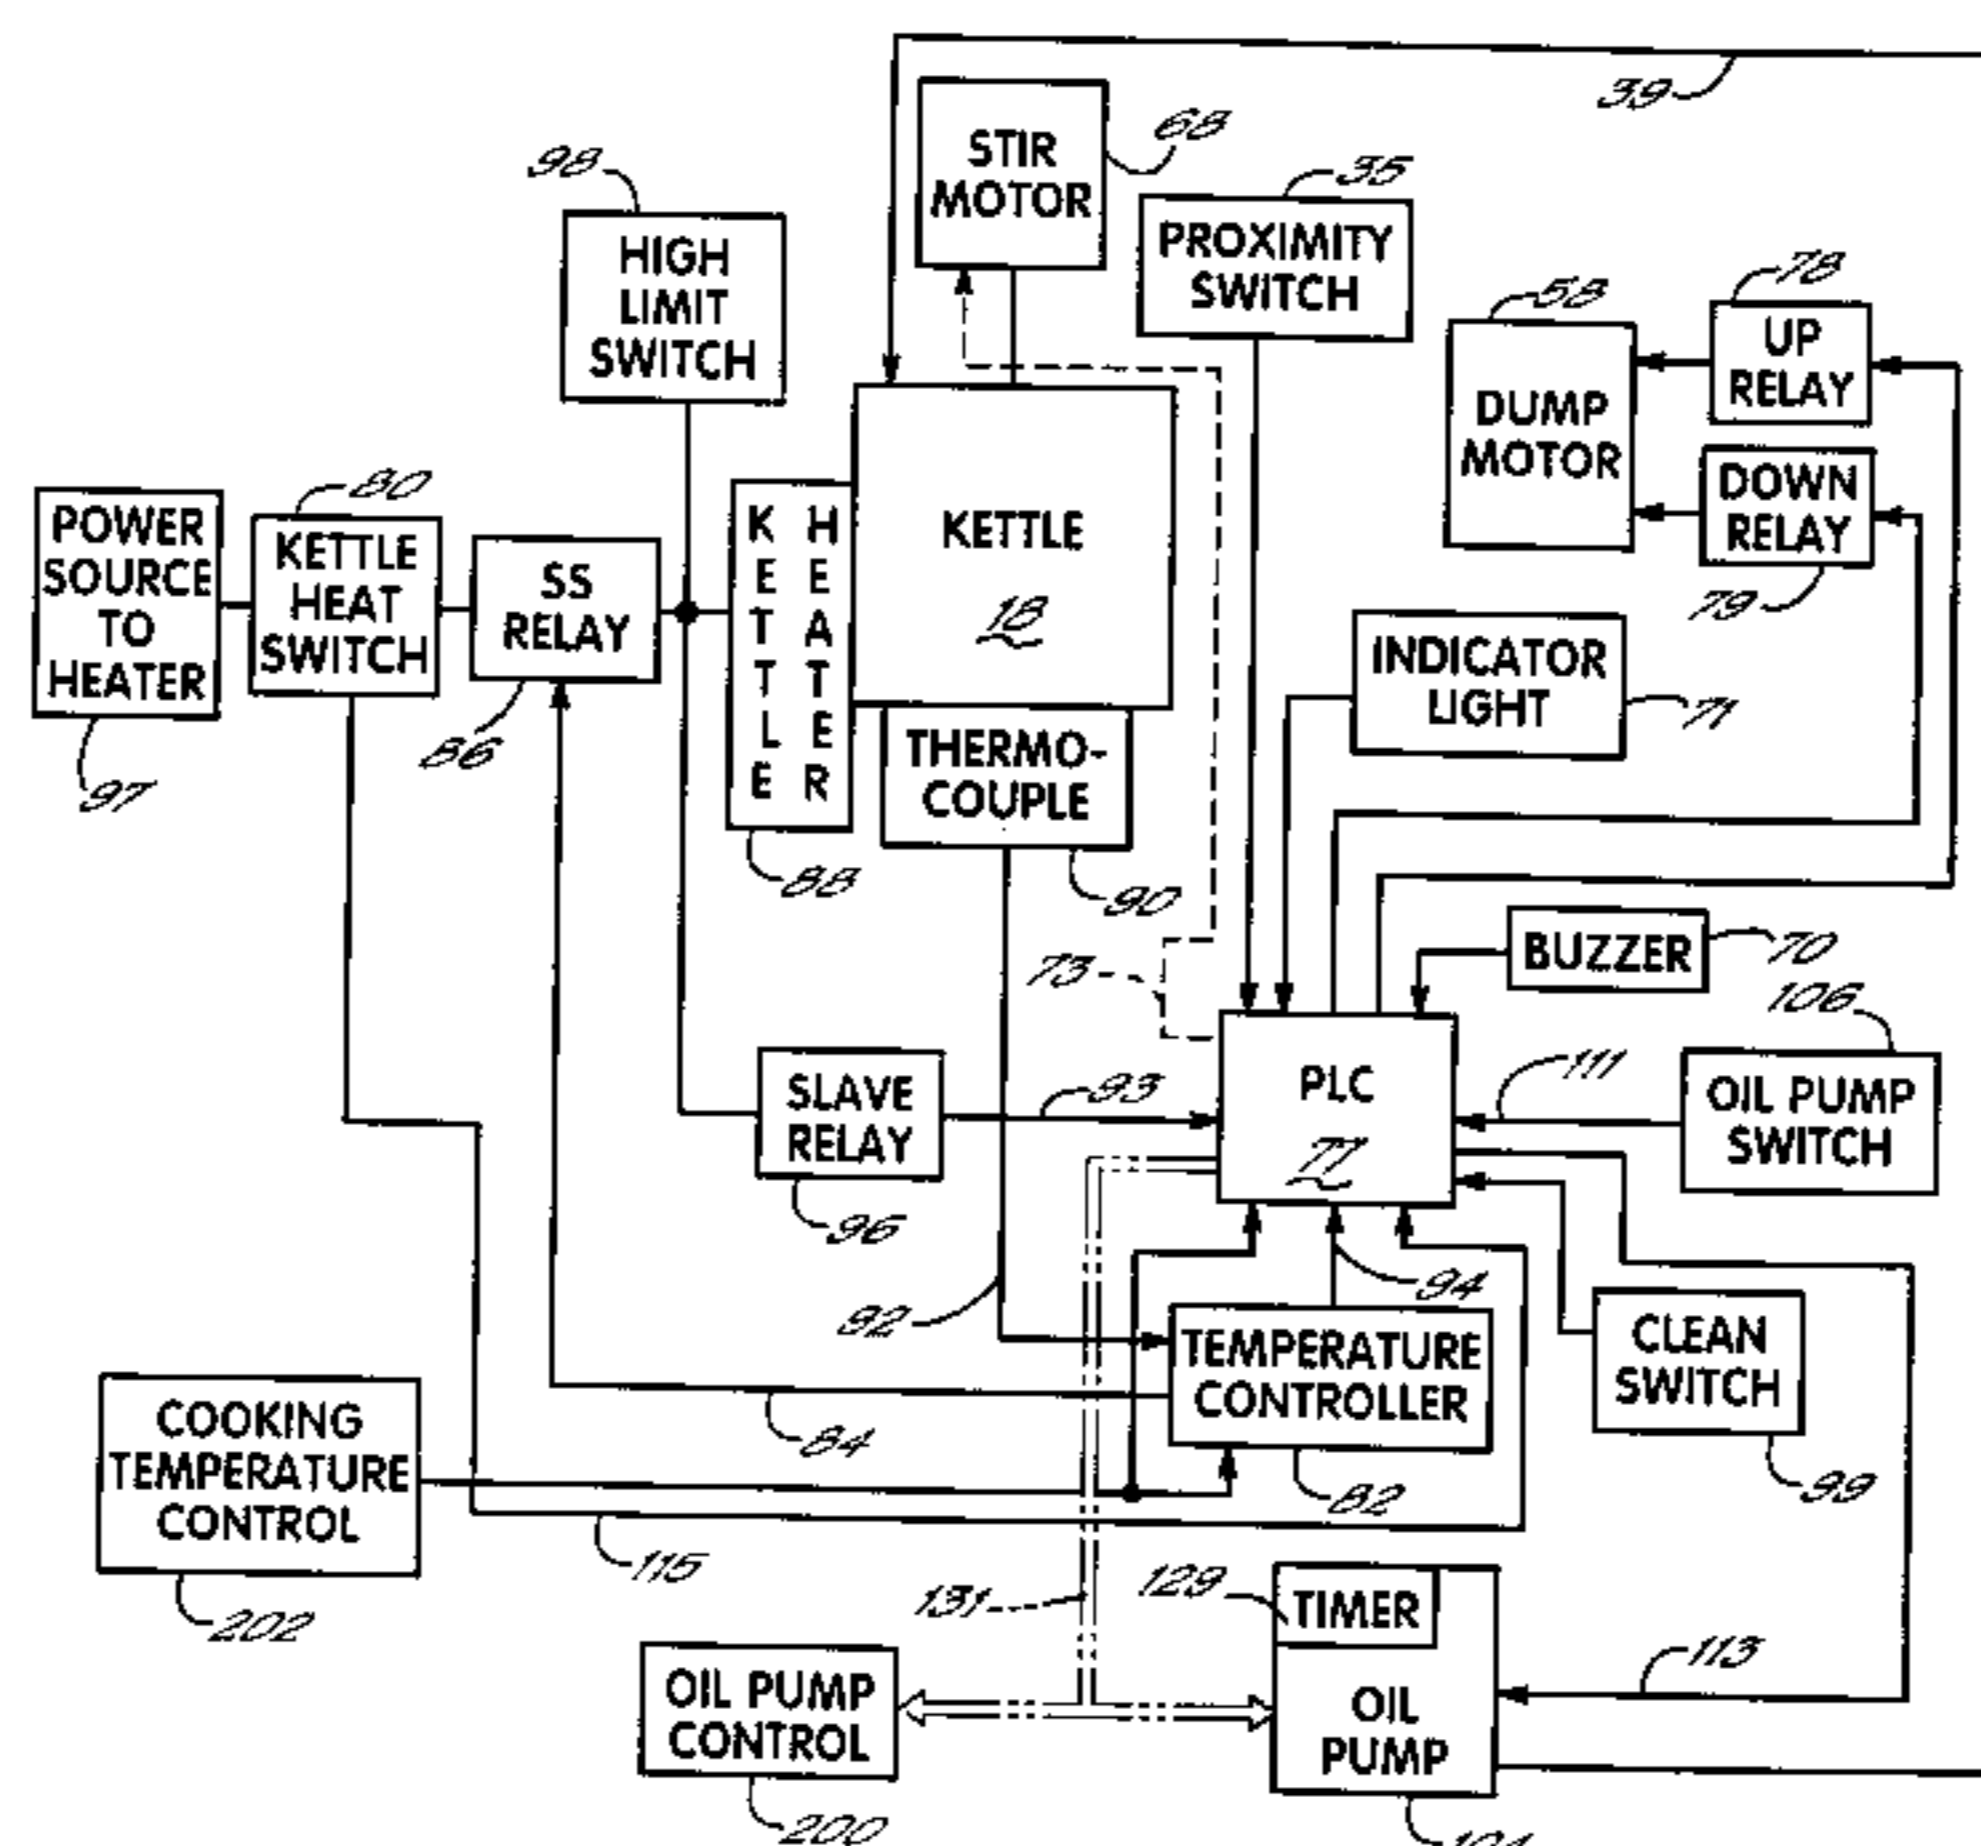 39
STIR
MOTOR
68
98
35
HIGH
LIMIT
SWITCH
PROXIMITY
SWITCH
58
78
UP
RELAY
DUMP
MOTOR
DOWN
RELAY
79
80
POWER
SOURCE
TO
HEATER
97
KETTLE
HEAT
SWITCH
SS
RELAY
86
KETTLE
HEATER
88
KETTLE
18
THERMO-
COUPLE
90
INDICATOR
LIGHT
71
BUZZER
70
73
106
OIL PUMP
SWITCH
111
PLC
77
93
SLAVE
RELAY
96
94
92
TEMPERATURE
CONTROLLER
82
84
CLEAN
SWITCH
99
COOKING
TEMPERATURE
CONTROL
202
115
131
129
TIMER
OIL
PUMP
113
OIL PUMP
CONTROL
200